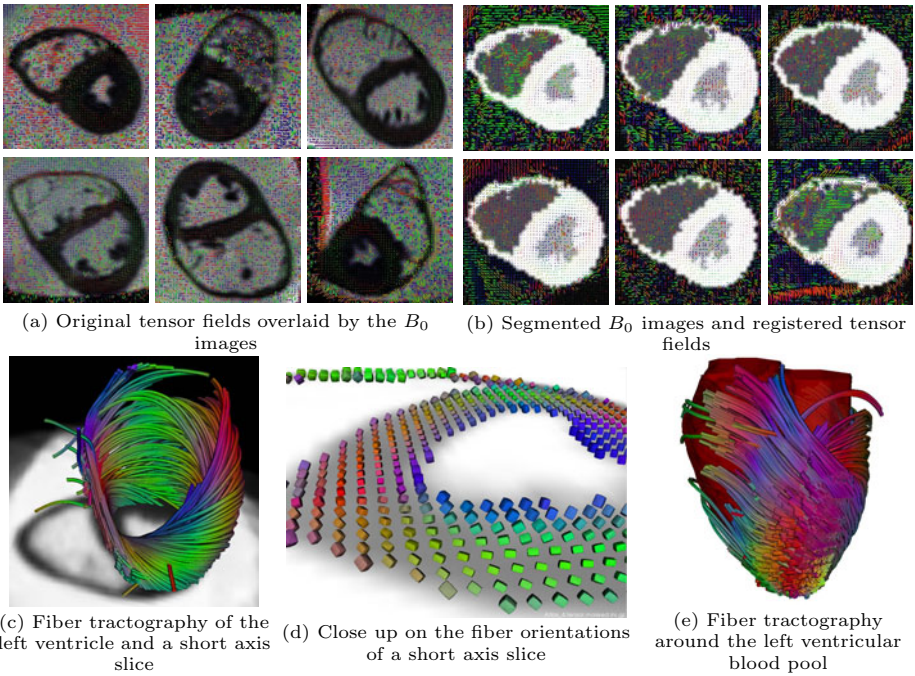 (a) Original tensor fields overlaid by the B₀
images
(b) Segmented B₀ images and registered tensor
fields
(c) Fiber tractography of the
left ventricle and a short axis
slice
(d) Close up on the fiber orientations
of a short axis slice
(e) Fiber tractography
around the left ventricular
blood pool